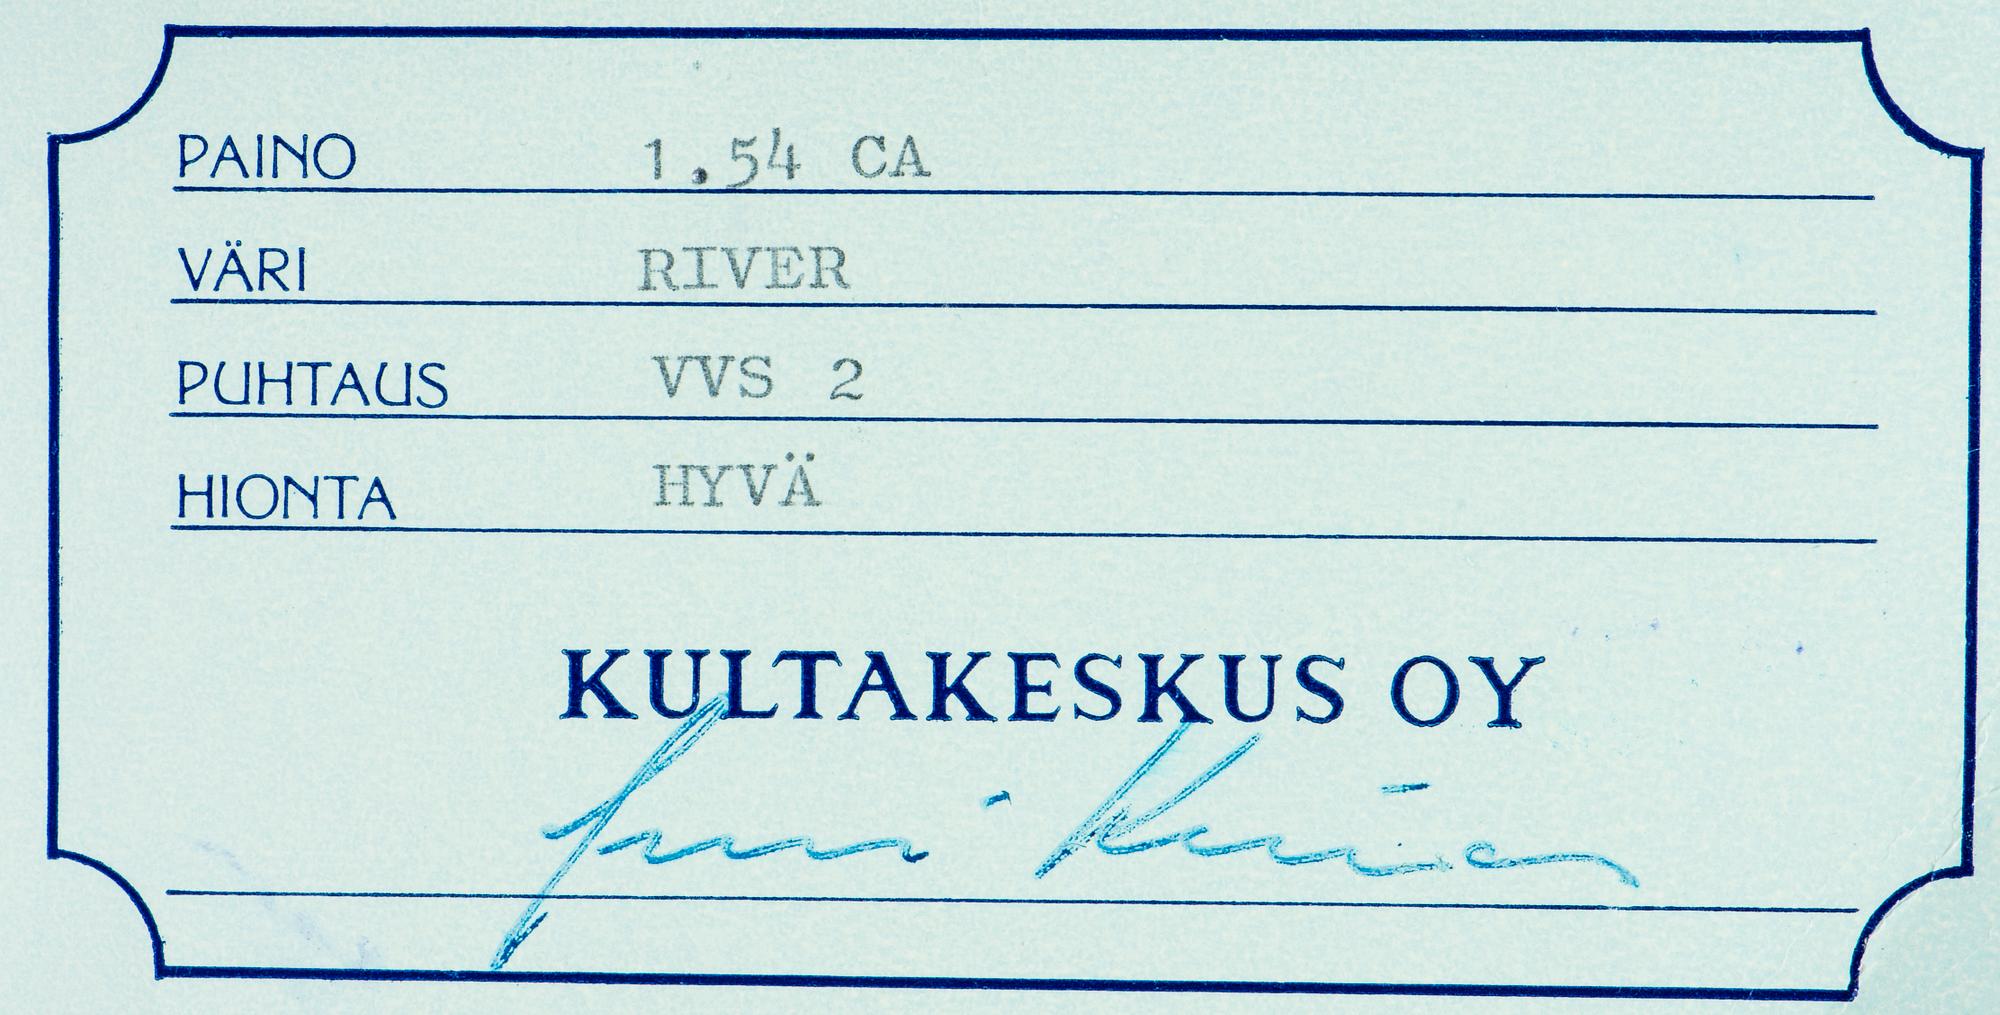 PAINO 1.54 CA
VÄRI RIVER
PUHTAUS VVS 2
HIONTA HYVÄ
KULTAKESKUS OY